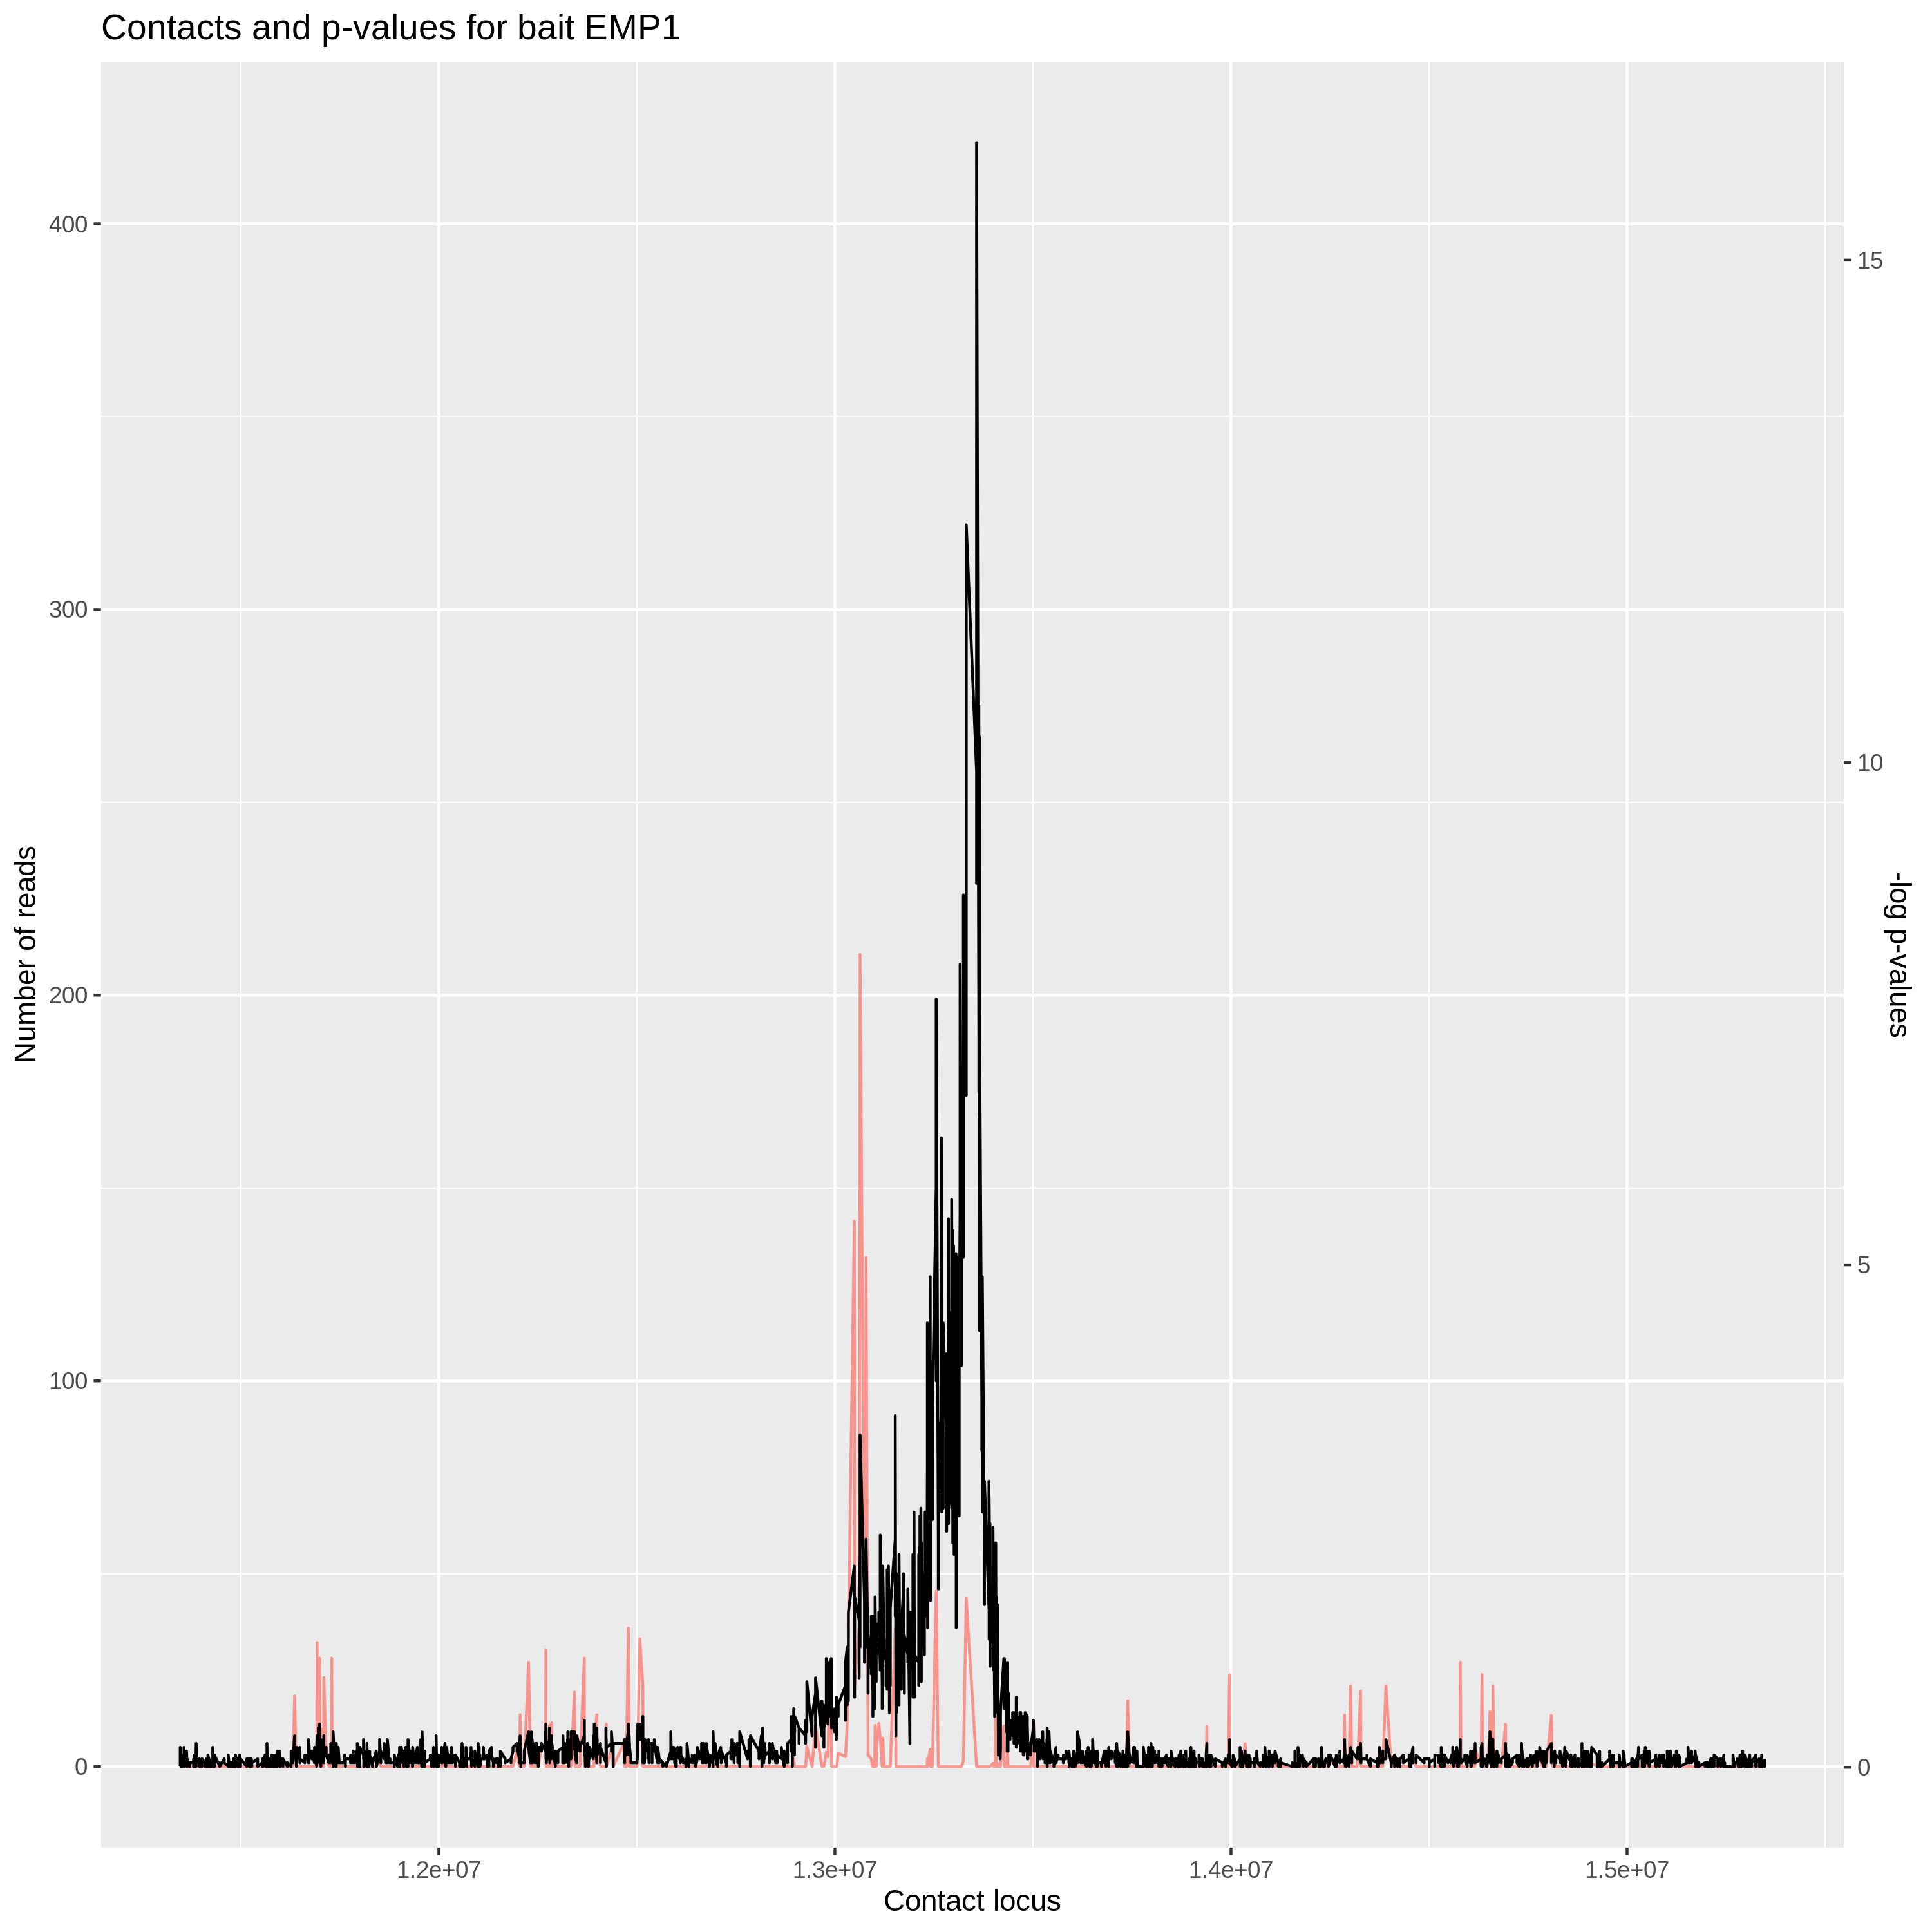 Contacts and p-values for bait EMP1
400
300
200
100
0
15
10
5
0
Number of reads
-log p-values
1.2e+07
1.3e+07
1.4e+07
1.5e+07
Contact locus